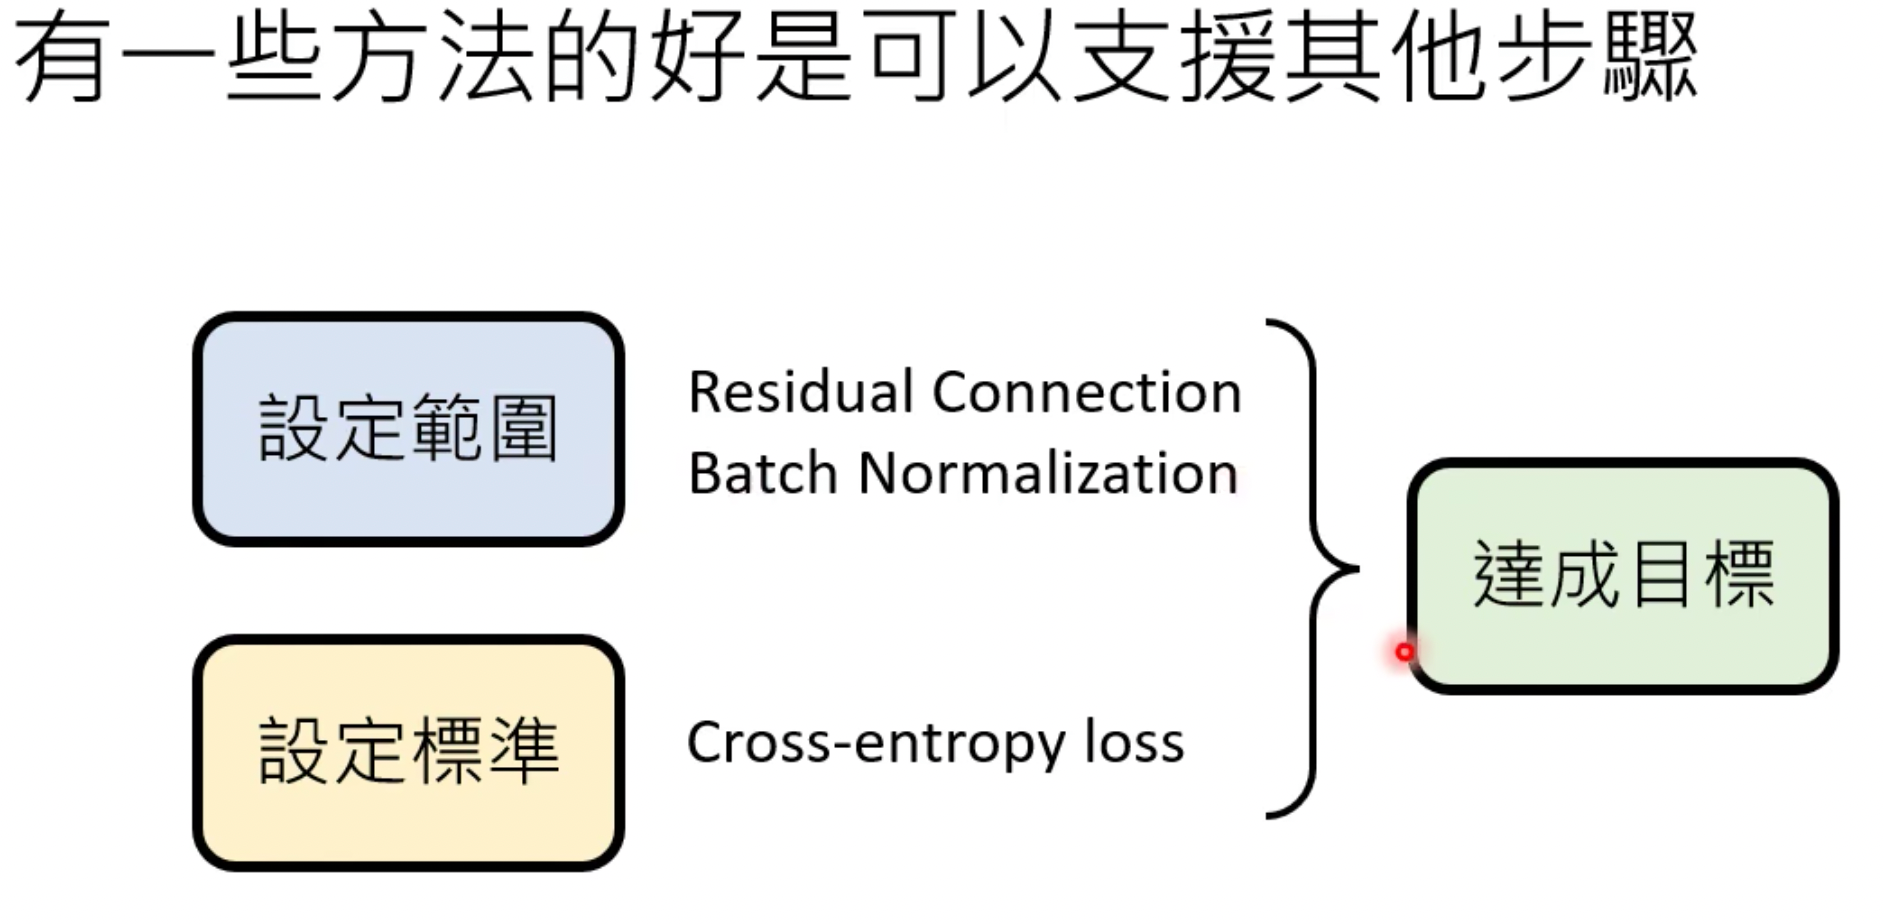 有一些方法的好是可以支援其他步驟
設定範圍
Residual Connection
Batch Normalization
達成目標
設定標準
Cross-entropy loss